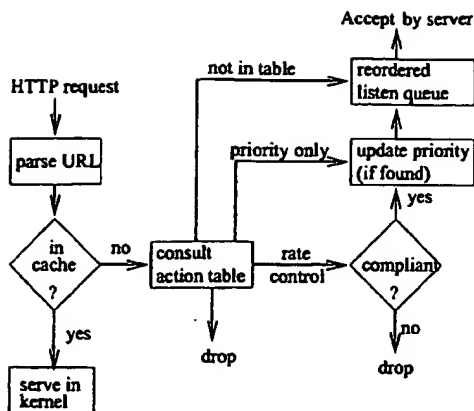 Accept by server
not in table
reordered
listen queue
HTTP request
parse URL
priority only
update priority
(if found)
yes
in
cache
?
no
consult
action table
rate
control
compliant
?
yes
drop
no
drop
serve in
kernel